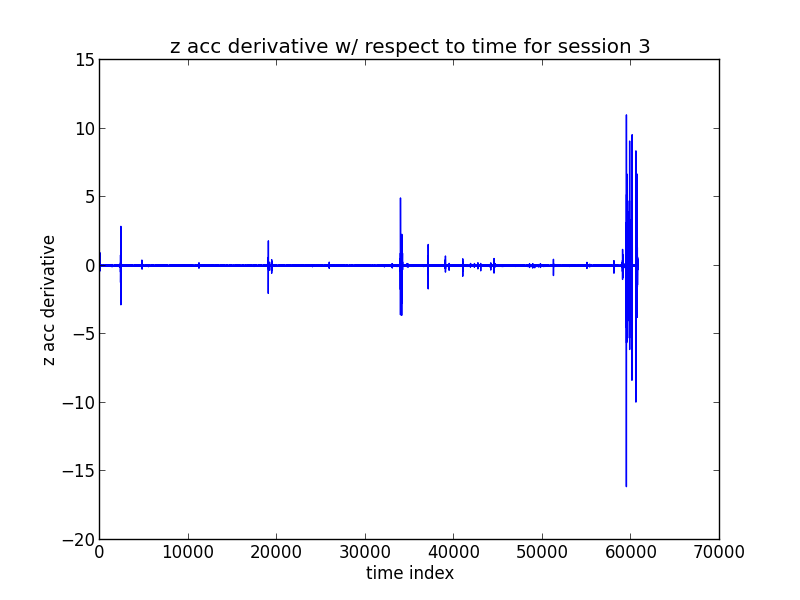 z acc derivative w/ respect to time for session 3
15
10
5
0
−5
−10
−15
−20
z acc derivative
0 10000 20000 30000 40000 50000 60000 70000
time index